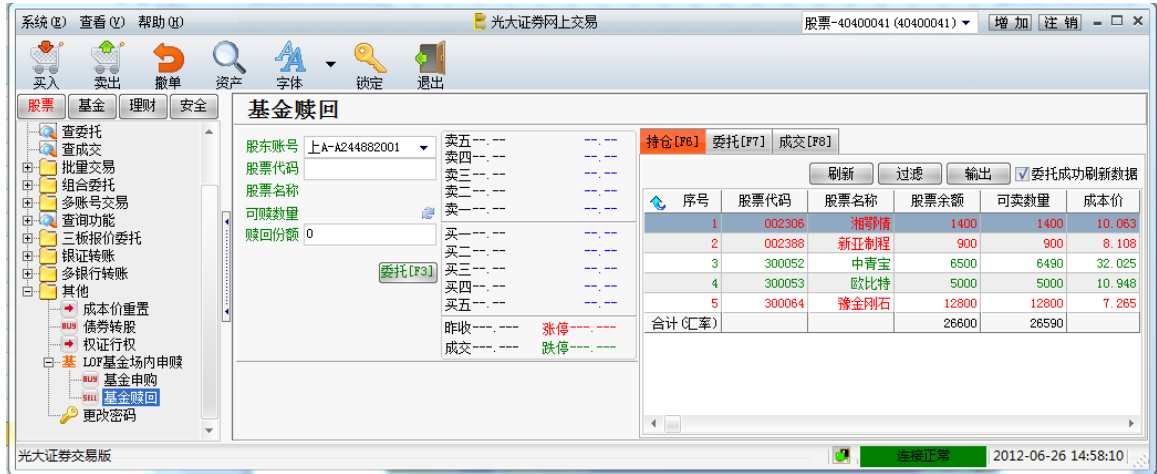 系统(E) 查看(V) 帮助(H) 光大证券网上交易 股票-40400041(40400041) 增 加 注 销
买入 卖出 撤单 资产 字体 锁定 退出
股票 基金 理财 安全
查委托
查成交
批量交易
组合委托
多账号交易
查询功能
三板报价委托
银证转账
多银行转账
其他
成本价重置
BUY 债券转股
权证行权
基 LOF基金场内申赎
BUY 基金申购
SELL 基金赎回
更改密码
基金赎回
股东账号 上A-A244882001
股票代码
股票名称
可赎数量
赎回份额 0
委托[F3]
卖五--.-- --.--
卖四--.-- --.--
卖三--.-- --.--
卖二--.-- --.--
卖一--.-- --.--
买一--.-- --.--
买二--.-- --.--
买三--.-- --.--
买四--.-- --.--
买五--.-- --.--
昨收---.--- 涨停---.---
成交---.--- 跌停---.---
持仓[F6] 委托[F7] 成交[F8]
刷新 过滤 输出 委托成功刷新数据
序号 股票代码 股票名称 股票余额 可卖数量 成本价
1 002306 湘鄂情 1400 1400 10.063
2 002388 新亚制程 900 900 8.108
3 300052 中青宝 6500 6490 32.025
4 300053 欧比特 5000 5000 10.948
5 300064 豫金刚石 12800 12800 7.265
合计(汇率) 26600 26590
光大证券交易版 连接正常 2012-06-26 14:58:10